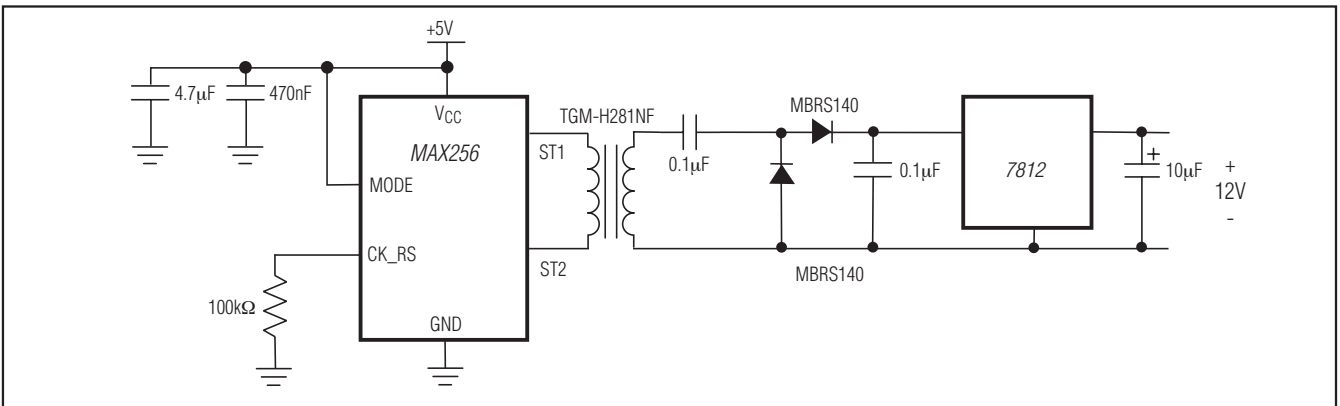 +5V
4.7μF
470nF
VCC
MAX256
MODE
CK_RS
100kΩ
GND
ST1
ST2
TGM-H281NF
0.1μF
MBRS140
0.1μF
MBRS140
7812
+
10μF
+
12V
-